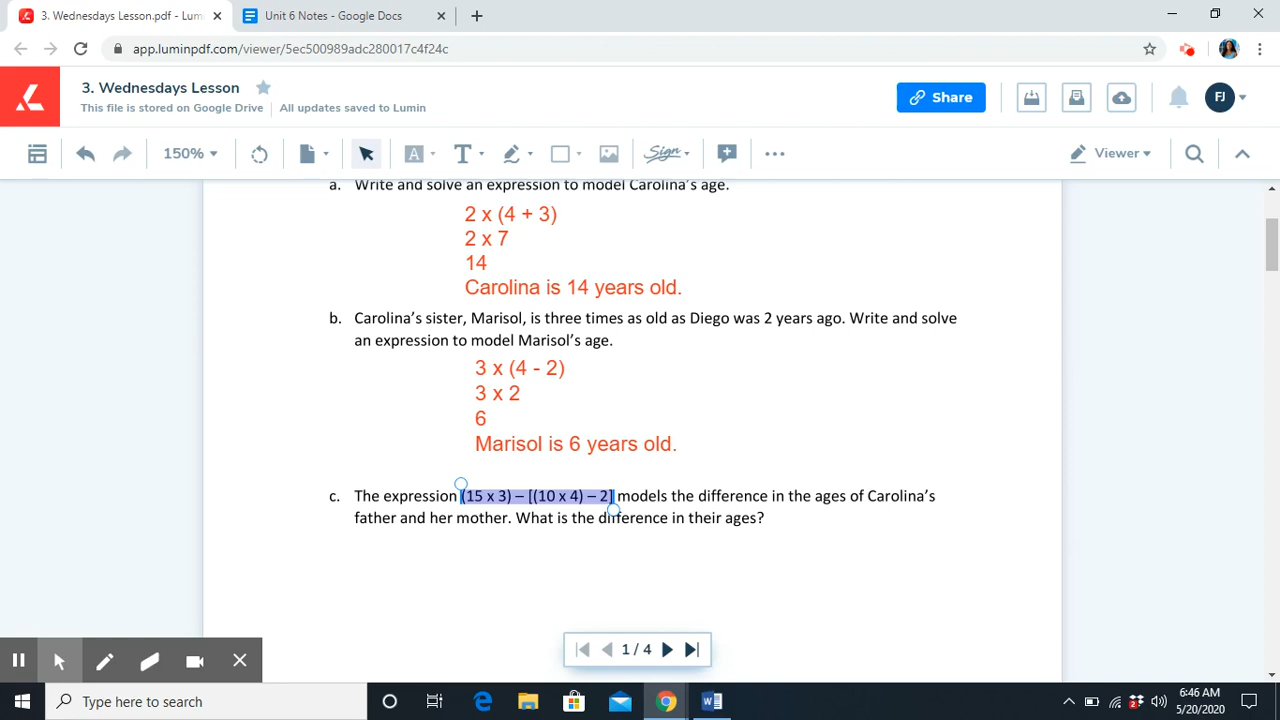 3. Wednesdays Lesson.pdf - Lumi
Unit 6 Notes - Google Docs
app.luminpdf.com/viewer/5ec500989adc280017c4f24c
3. Wednesdays Lesson
This file is stored on Google Drive
All updates saved to Lumin
Share
FJ
150%
A
T
Sign
Viewer
a. Write and solve an expression to model Carolina's age.
2 x (4 + 3)
2 x 7
14
Carolina is 14 years old.
b. Carolina's sister, Marisol, is three times as old as Diego was 2 years ago. Write and solve
an expression to model Marisol's age.
3 x (4 - 2)
3 x 2
6
Marisol is 6 years old.
c. The expression (15 x 3) – [(10 x 4) – 2] models the difference in the ages of Carolina's
father and her mother. What is the difference in their ages?
1 / 4
Type here to search
6:46 AM
5/20/2020